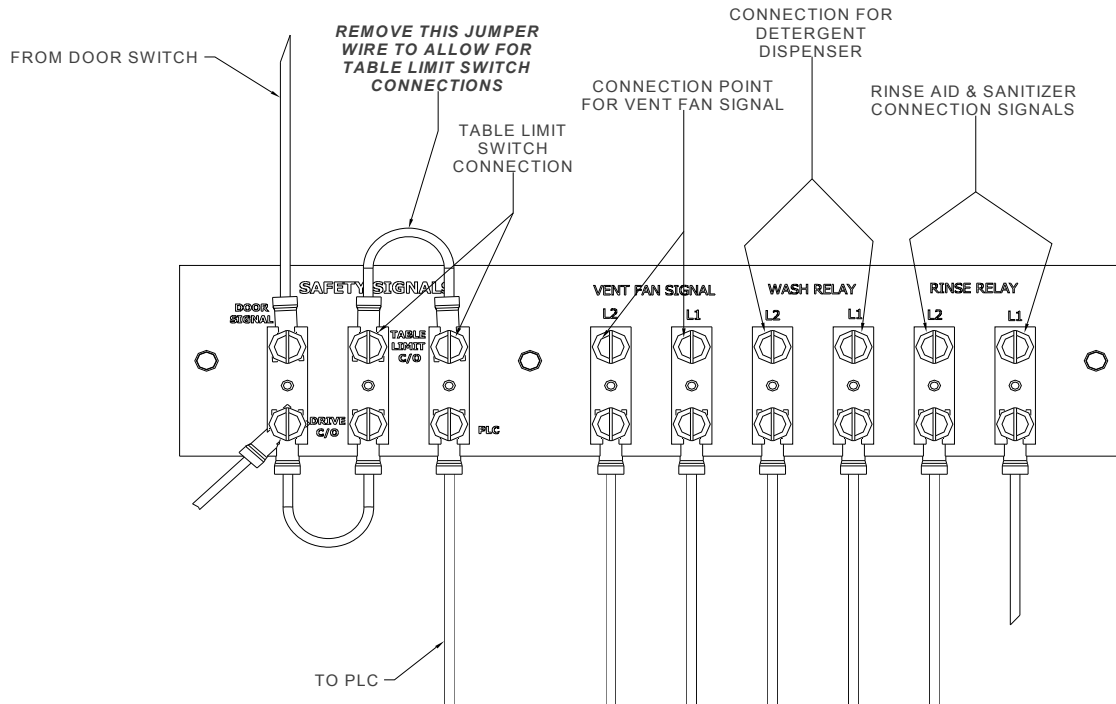 FROM DOOR SWITCH
REMOVE THIS JUMPER
WIRE TO ALLOW FOR
TABLE LIMIT SWITCH
CONNECTIONS
TABLE LIMIT
SWITCH
CONNECTION
CONNECTION POINT
FOR VENT FAN SIGNAL
CONNECTION FOR
DETERGENT
DISPENSER
RINSE AID & SANITIZER
CONNECTION SIGNALS
SAFETY SIGNALS
DOOR
SIGNAL
TABLE
LIMIT
C/O
DRIVE
C/O
PLC
VENT FAN SIGNAL
L2
L1
WASH RELAY
L2
L1
RINSE RELAY
L2
L1
TO PLC